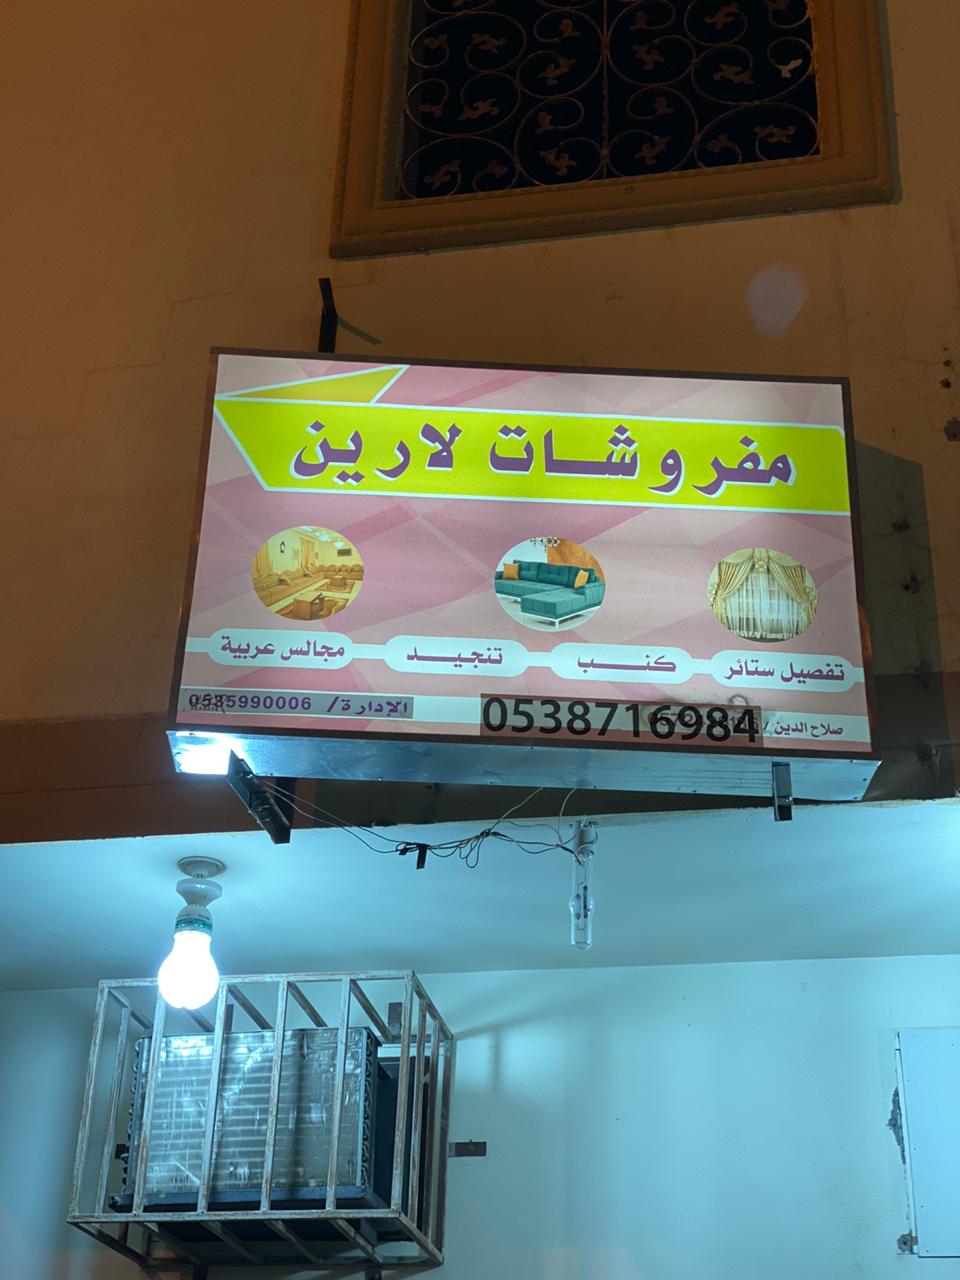 مفروشات لارين
تفصيل ستائر
كنب
تنجيد
مجالس عربية
صلاح الدين /
0538716984
الإدارة/ 0535990006